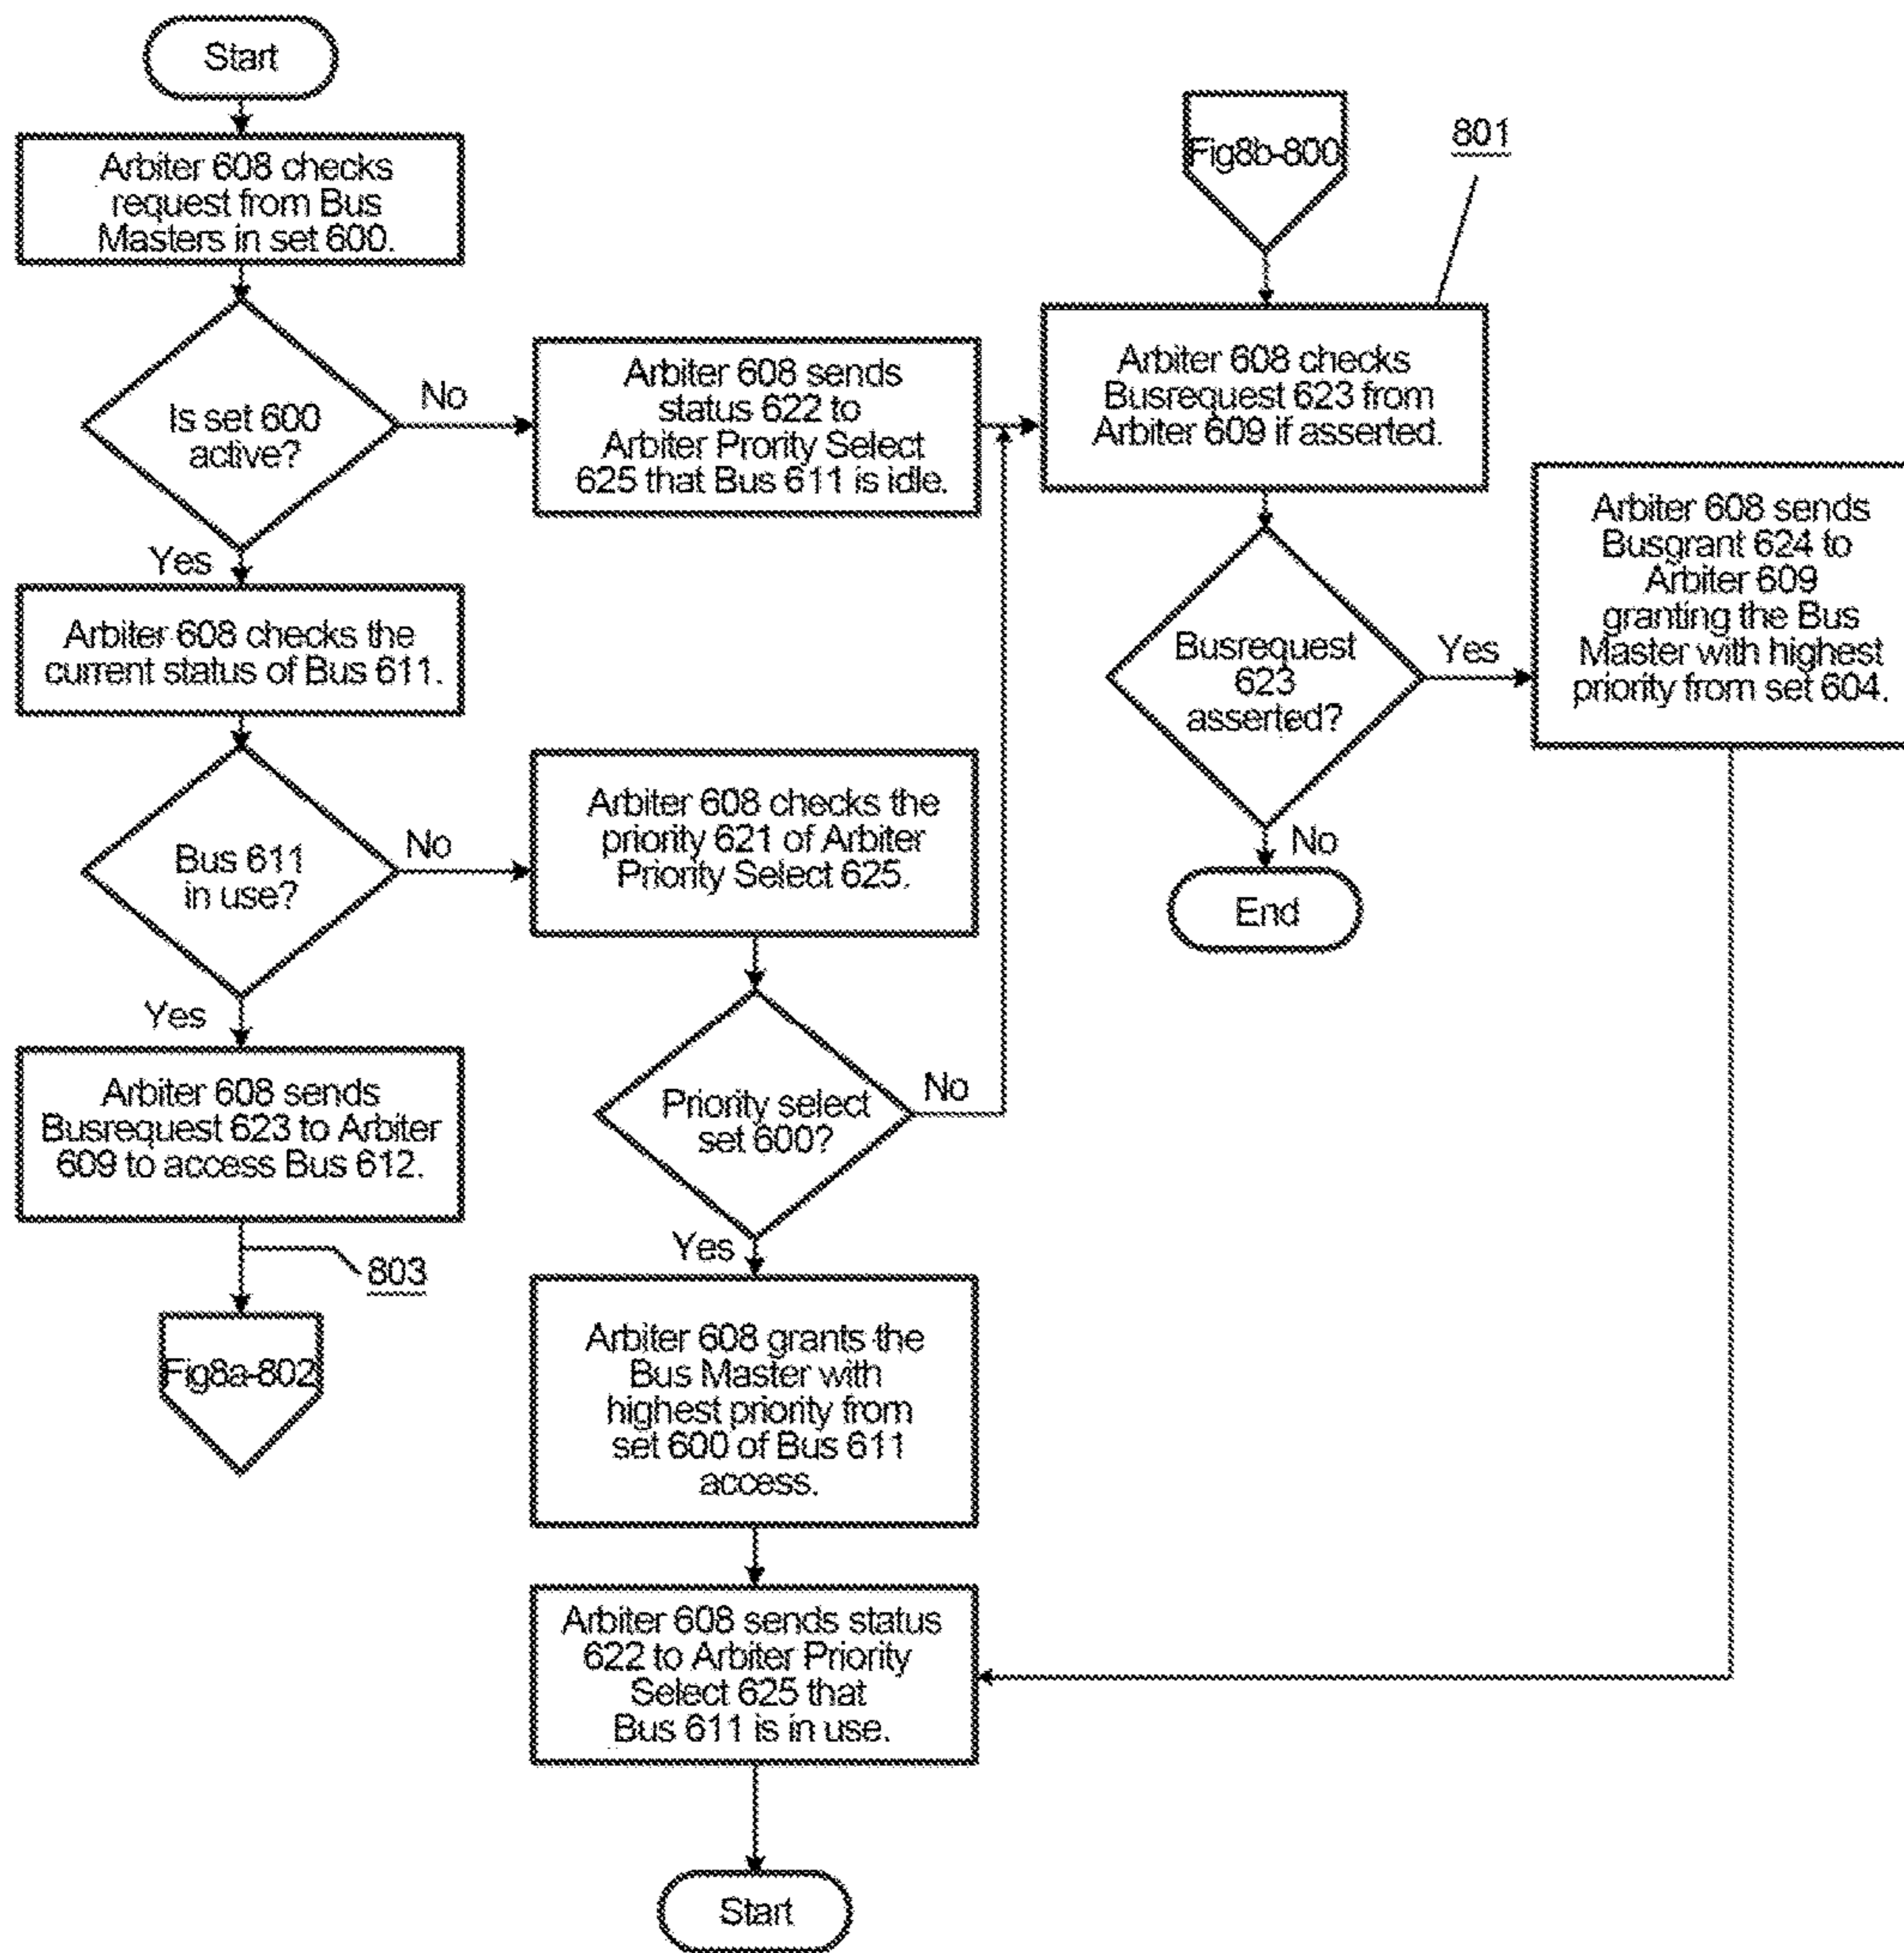 Start
Arbiter 608 checks
request from Bus
Masters in set 600.
Is set 600
active?
No
Yes
Arbiter 608 sends
status 622 to
Arbiter Prority Select
625 that Bus 611 is idle.
Arbiter 608 checks the
current status of Bus 611.
Bus 611
in use?
No
Yes
Arbiter 608 checks the
priority 621 of Arbiter
Priority Select 625.
Arbiter 608 sends
Busrequest 623 to Arbiter
609 to access Bus 612.
803
Fig8a-802
Priority select
set 600?
No
Yes
Arbiter 608 grants the
Bus Master with
highest priority from
set 600 of Bus 611
access.
Arbiter 608 sends status
622 to Arbiter Priority
Select 625 that
Bus 611 is in use.
Start
Fig8b-800
801
Arbiter 608 checks
Busrequest 623 from
Arbiter 609 if asserted.
Busrequest
623
asserted?
Yes
No
End
Arbiter 608 sends
Busgrant 624 to
Arbiter 609
granting the Bus
Master with highest
priority from set 604.